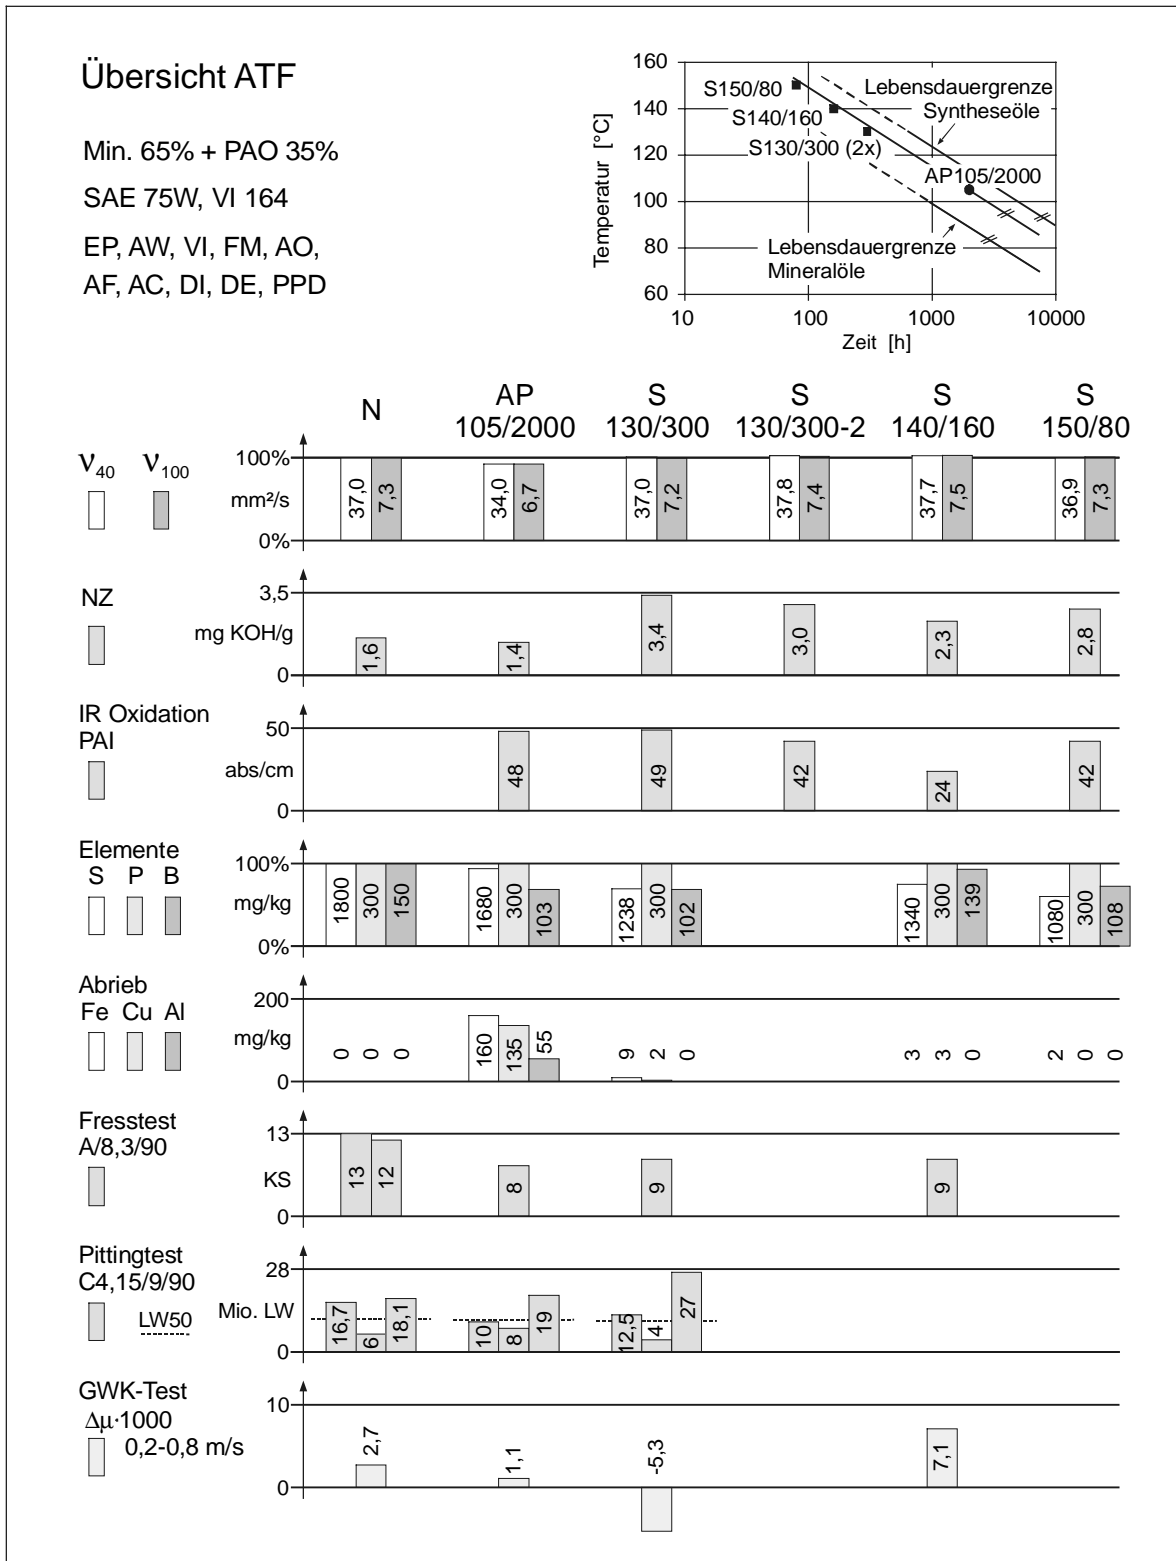 Übersicht ATF
Min. 65% + PAO 35%
SAE 75W, VI 164
EP, AW, VI, FM, AO,
AF, AC, DI, DE, PPD
Temperatur [°C]
160
140
120
100
80
60
10
100
1000
10000
Zeit [h]
S150/80
S140/160
S130/300 (2x)
AP105/2000
Lebensdauergrenze
Syntheseöle
Lebensdauergrenze
Mineralöle
N
AP
105/2000
S
130/300
S
130/300-2
S
140/160
S
150/80
ν40 ν100
100%
mm²/s
0%
37,0 7,3
34,0 6,7
37,0 7,2
37,8 7,4
37,7 7,5
36,9 7,3
NZ
3,5
mg KOH/g
0
1,6
1,4
3,4
3,0
2,3
2,8
IR Oxidation
PAI
50
abs/cm
0
48
49
42
24
42
Elemente
S P B
100%
mg/kg
0%
1800 300 150
1680 300 103
1238 300 102
1340 300 139
1080 300 108
Abrieb
Fe Cu Al
200
mg/kg
0
0 0 0
160 135 55
9 2 0
3 3 0
2 0 0
Fresstest
A/8,3/90
13
KS
0
13 12
8
9
9
Pittingtest
C4,15/9/90
LW50
28
Mio. LW
0
16,7 6 18,1
10 8 19
12,5 4 27
GWK-Test
Δμ·1000
0,2-0,8 m/s
10
0
2,7
1,1
-5,3
7,1